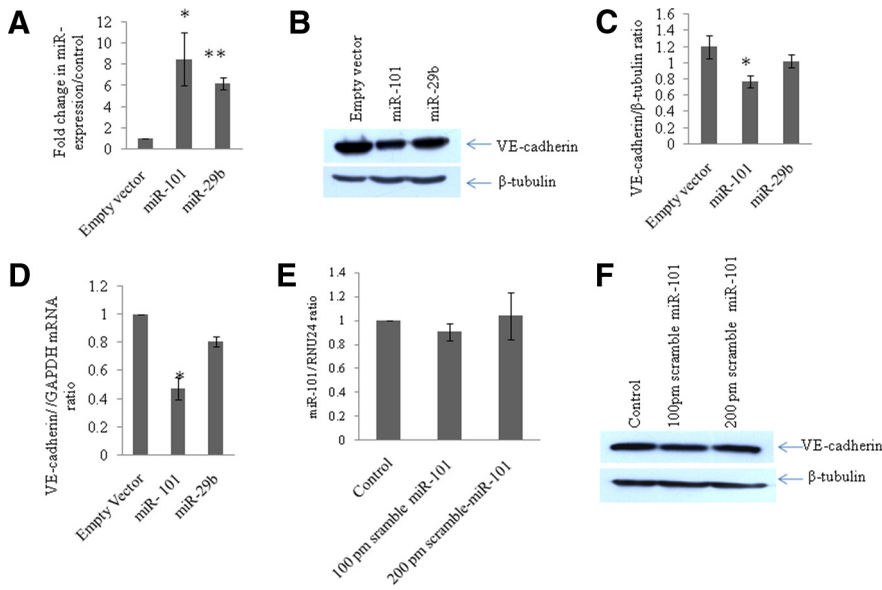 A
Fold change in miR-
expression/control
12
10
8
6
4
2
0
*
**
Empty vector
miR-101
miR-29b
B
Empty vector
miR-101
miR-29b
VE-cadherin
β-tubulin
C
VE-cadherin/β-tubulin ratio
1.6
1.4
1.2
1
0.8
0.6
0.4
0.2
0
*
Empty vector
miR-101
miR-29b
D
VE-cadherin//GAPDH mRNA
ratio
1.2
1
0.8
0.6
0.4
0.2
0
*
Empty Vector
miR- 101
miR-29b
E
miR-101/RNU24 ratio
1.4
1.2
1
0.8
0.6
0.4
0.2
0
Control
100 pm sramble miR-101
200 pm scramble-miR-101
F
Control
100pm scramble miR-101
200 pm scramble miR-101
VE-cadherin
β-tubulin